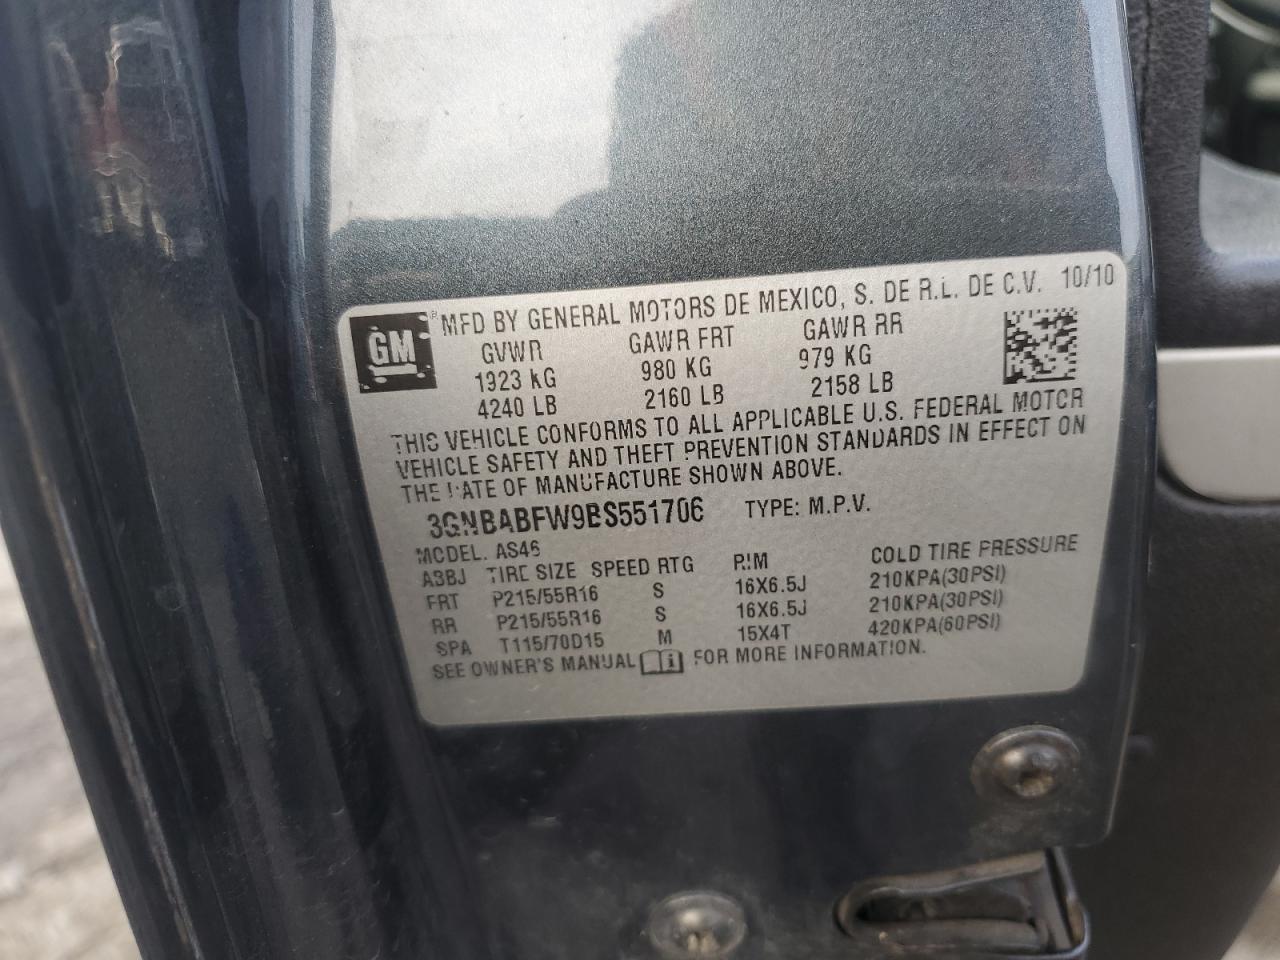 GM® MFD BY GENERAL MOTORS DE MEXICO, S. DE R.L. DE C.V. 10/10
GVWR GAWR FRT GAWR RR
1923 KG 980 KG 979 KG
4240 LB 2160 LB 2158 LB
THIS VEHICLE CONFORMS TO ALL APPLICABLE U.S. FEDERAL MOTOR
VEHICLE SAFETY AND THEFT PREVENTION STANDARDS IN EFFECT ON
THE DATE OF MANUFACTURE SHOWN ABOVE.
3GNBABFW9BS551706 TYPE: M.P.V.
MODEL: AS46
A3BJ TIRE SIZE SPEED RTG RIM COLD TIRE PRESSURE
FRT P215/55R16 S 16X6.5J 210KPA(30PSI)
RR P215/55R16 S 16X6.5J 210KPA(30PSI)
SPA T115/70D15 M 15X4T 420KPA(60PSI)
SEE OWNER'S MANUAL FOR MORE INFORMATION.